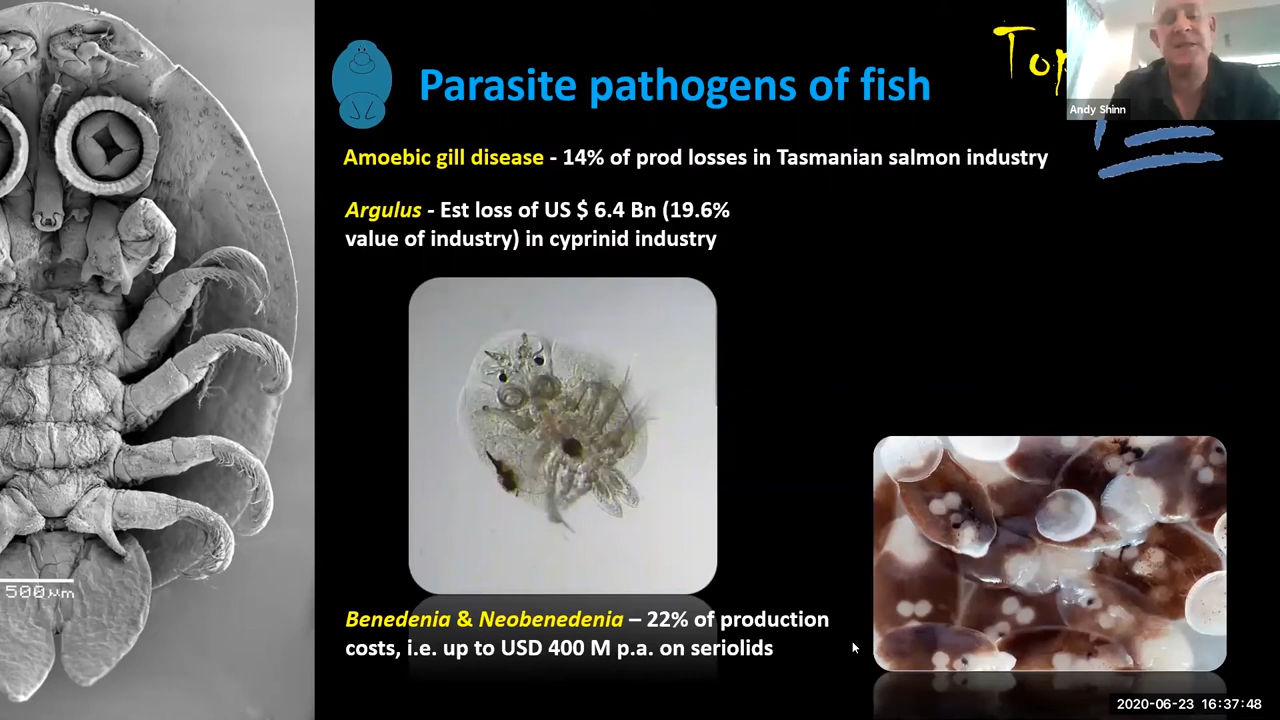 Top
Andy Shinn
Parasite pathogens of fish
Amoebic gill disease - 14% of prod losses in Tasmanian salmon industry
Argulus - Est loss of US $ 6.4 Bn (19.6%
value of industry) in cyprinid industry
500µm
Benedenia & Neobenedenia – 22% of production
costs, i.e. up to USD 400 M p.a. on seriolids
2020-06-23 16:37:48